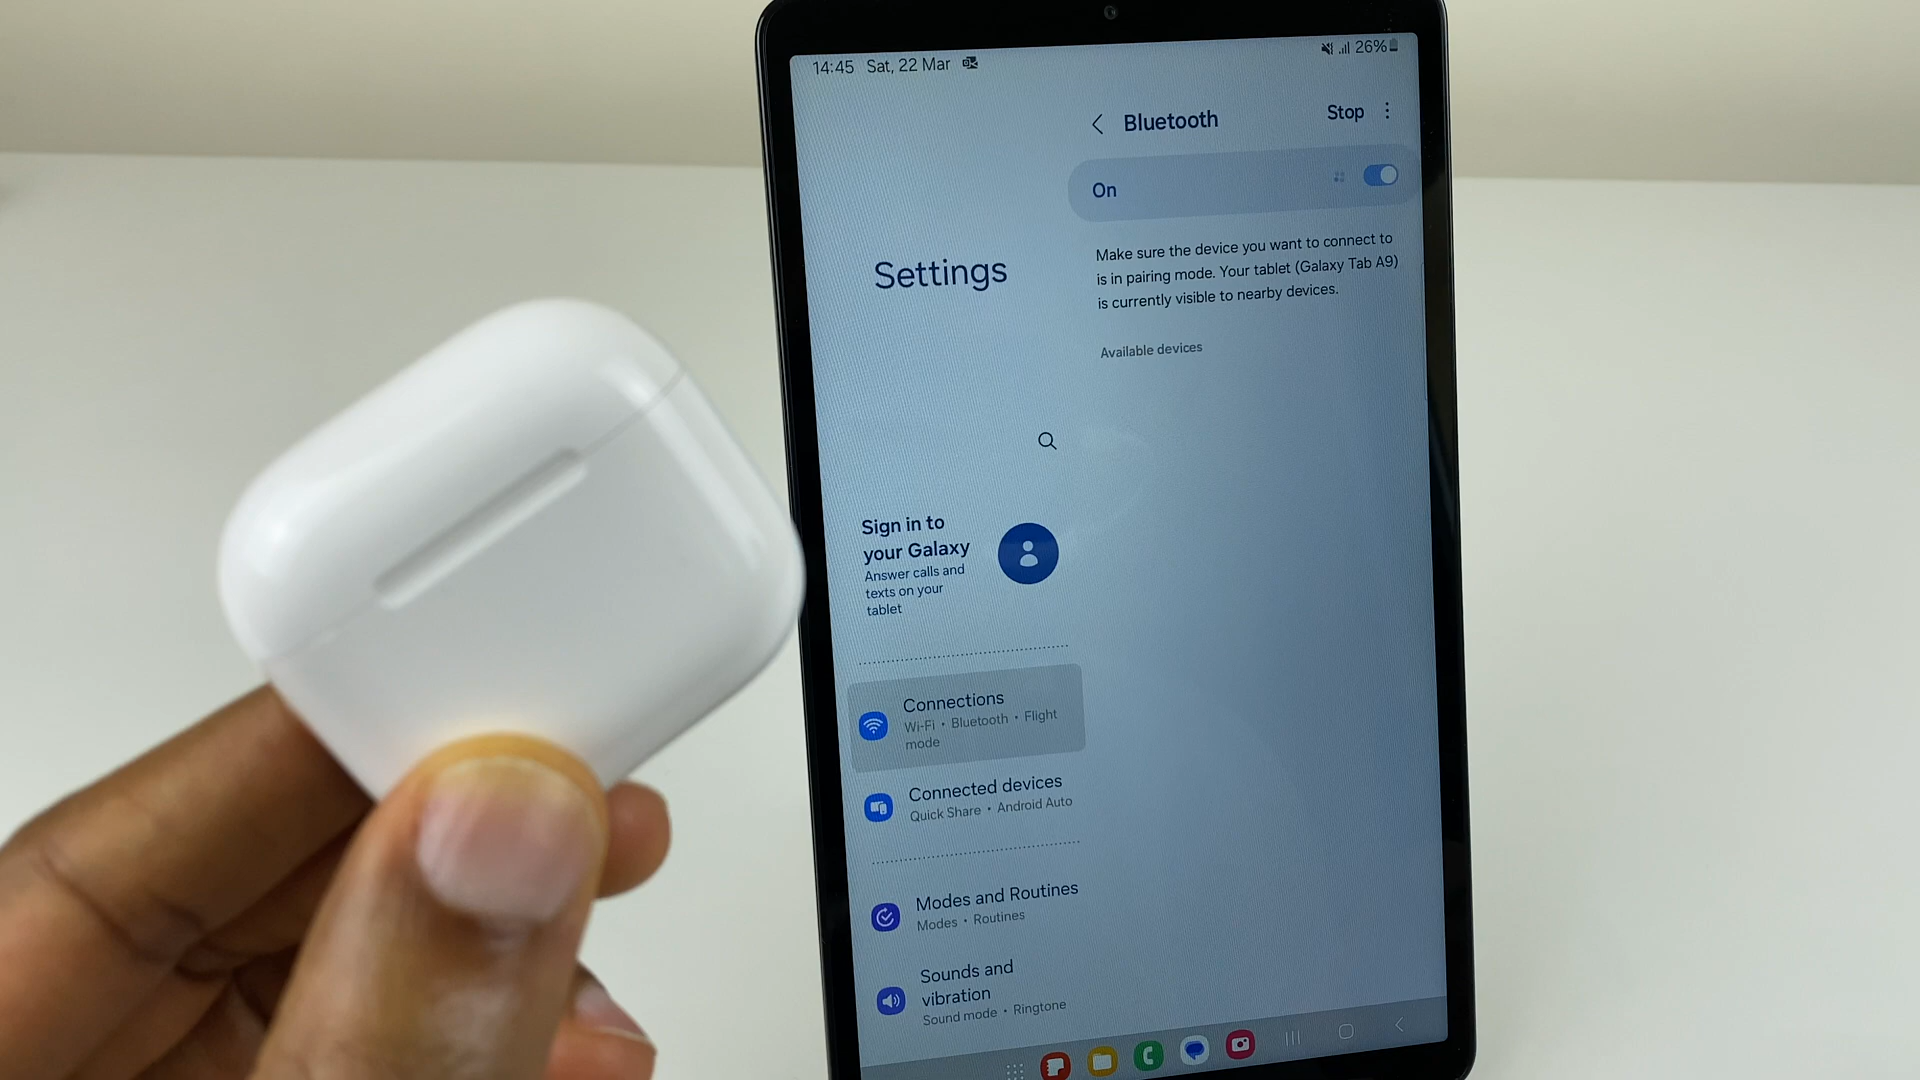 14:45 Sat, 22 Mar
26%
Bluetooth
Stop
On
Make sure the device you want to connect to
is in pairing mode. Your tablet (Galaxy Tab A9)
is currently visible to nearby devices.
Available devices
Settings
Sign in to
your Galaxy
Answer calls and
texts on your
tablet
Connections
Wi-Fi • Bluetooth • Flight
mode
Connected devices
Quick Share • Android Auto
Modes and Routines
Modes • Routines
Sounds and
vibration
Sound mode • Ringtone